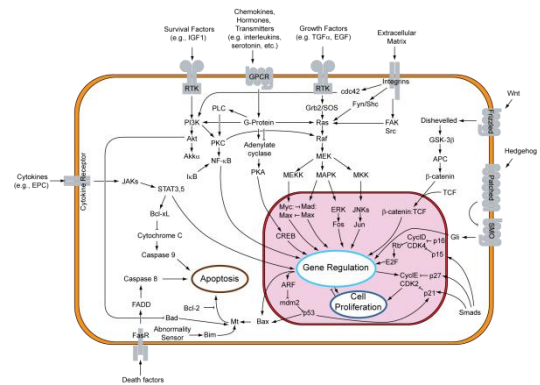 Survival Factors
(e.g., IGF1)
Chemokines,
Hormones,
Transmitters
(e.g. interleukins,
serotonin, etc.)
Growth Factors
(e.g. TGFα, EGF)
Extracellular
Matrix
RTK
GPCR
RTK
Integrins
cdc42
Wnt
PLC
Grb2/SOS
Fyn/Shc
Frizzled
PI3K
G-Protein
Ras
FAK
Src
Dishevelled
Akt
PKC
Adenylate
cyclase
Raf
GSK-3β
Hedgehog
Akkα
NF-κB
MEK
APC
IκB
PKA
MEKK
MAPK
MKK
β-catenin
Patched
Cytokines
(e.g., EPC)
Cytokine Receptor
JAKs
STAT3,5
TCF
Myc:
Mad:
Max
Max
ERK
Fos
JNKs
Jun
β-catenin:TCF
SMO
Bcl-xL
CREB
Gli
CycID
p16
Rb
CDK4
p15
Cytochrome C
E2F
Caspase 9
Gene Regulation
CyclE
p27
CDK2
p21
Caspase 8
Apoptosis
ARF
Cell
Proliferation
mdm2
FADD
Bcl-2
p53
Smads
Bad
Mt
Bax
FasR
Abnormality
Sensor
Bim
Death factors